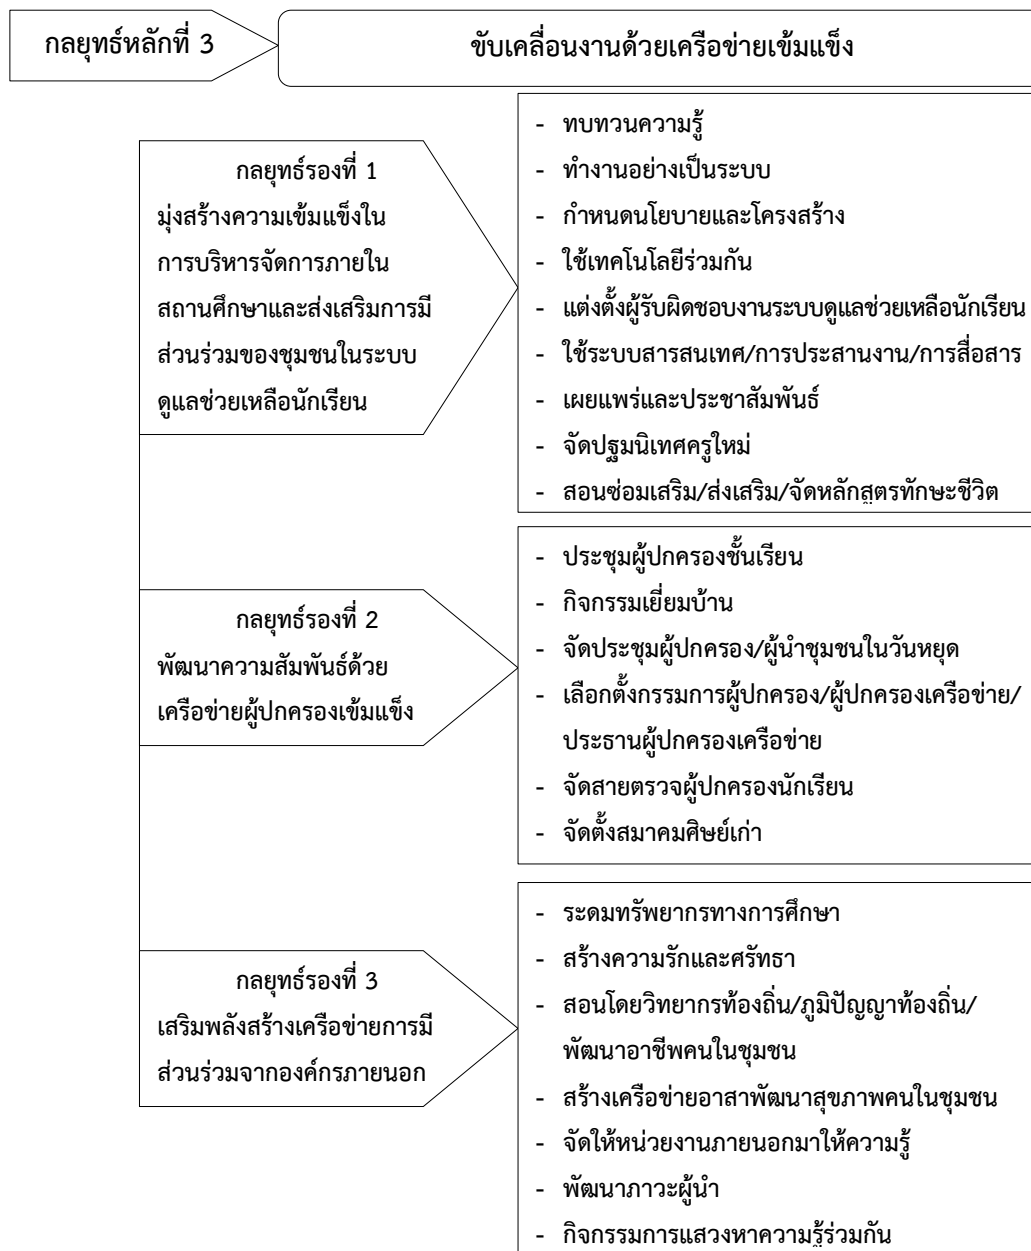 กลยุทธ์หลักที่ 3
ขับเคลื่อนงานด้วยเครือข่ายเข้มแข็ง
กลยุทธ์รองที่ 1
มุ่งสร้างความเข้มแข็งใน
การบริหารจัดการภายใน
สถานศึกษาและส่งเสริมการมี
ส่วนร่วมของชุมชนในระบบ
ดูแลช่วยเหลือนักเรียน
- ทบทวนความรู้
- ทำงานอย่างเป็นระบบ
- กำหนดนโยบายและโครงสร้าง
- ใช้เทคโนโลยีร่วมกัน
- แต่งตั้งผู้รับผิดชอบงานระบบดูแลช่วยเหลือนักเรียน
- ใช้ระบบสารสนเทศ/การประสานงาน/การสื่อสาร
- เผยแพร่และประชาสัมพันธ์
- จัดปฐมนิเทศครูใหม่
- สอนซ่อมเสริม/ส่งเสริม/จัดหลักสูตรทักษะชีวิต
กลยุทธ์รองที่ 2
พัฒนาความสัมพันธ์ด้วย
เครือข่ายผู้ปกครองเข้มแข็ง
- ประชุมผู้ปกครองชั้นเรียน
- กิจกรรมเยี่ยมบ้าน
- จัดประชุมผู้ปกครอง/ผู้นำชุมชนในวันหยุด
- เลือกตั้งกรรมการผู้ปกครอง/ผู้ปกครองเครือข่าย/
ประธานผู้ปกครองเครือข่าย
- จัดสายตรวจผู้ปกครองนักเรียน
- จัดตั้งสมาคมศิษย์เก่า
กลยุทธ์รองที่ 3
เสริมพลังสร้างเครือข่ายการมี
ส่วนร่วมจากองค์กรภายนอก
- ระดมทรัพยากรทางการศึกษา
- สร้างความรักและศรัทธา
- สอนโดยวิทยากรท้องถิ่น/ภูมิปัญญาท้องถิ่น/
พัฒนาอาชีพคนในชุมชน
- สร้างเครือข่ายอาสาพัฒนาสุขภาพคนในชุมชน
- จัดให้หน่วยงานภายนอกมาให้ความรู้
- พัฒนาภาวะผู้นำ
- กิจกรรมการแสวงหาความรู้ร่วมกัน